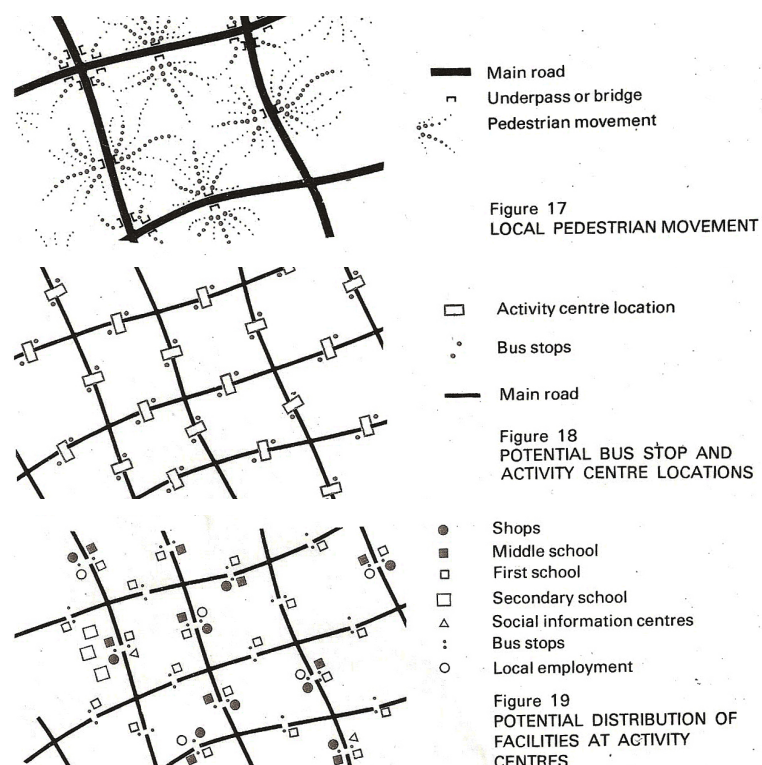 Main road
Underpass or bridge
Pedestrian movement
Figure 17
LOCAL PEDESTRIAN MOVEMENT
Activity centre location
Bus stops
Main road
Figure 18
POTENTIAL BUS STOP AND
ACTIVITY CENTRE LOCATIONS
Shops
Middle school
First school
Secondary school
Social information centres
Bus stops
Local employment
Figure 19
POTENTIAL DISTRIBUTION OF
FACILITIES AT ACTIVITY
CENTRES